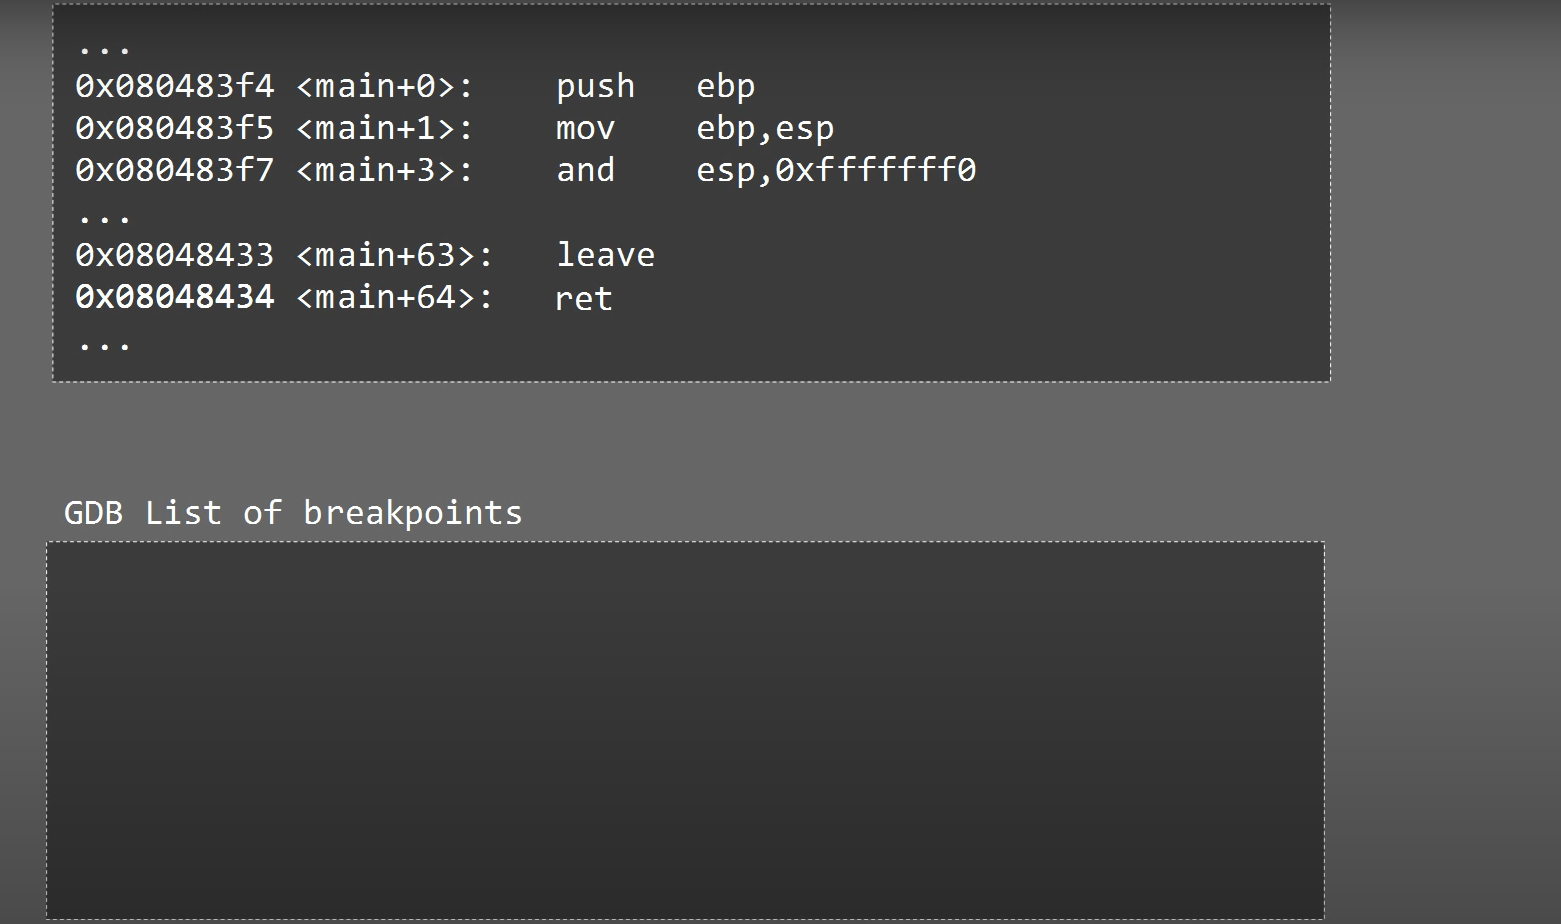 ...
0x080483f4 <main+0>: push ebp
0x080483f5 <main+1>: mov ebp,esp
0x080483f7 <main+3>: and esp,0xfffffff0
...
0x08048433 <main+63>: leave
0x08048434 <main+64>: ret
...
GDB List of breakpoints